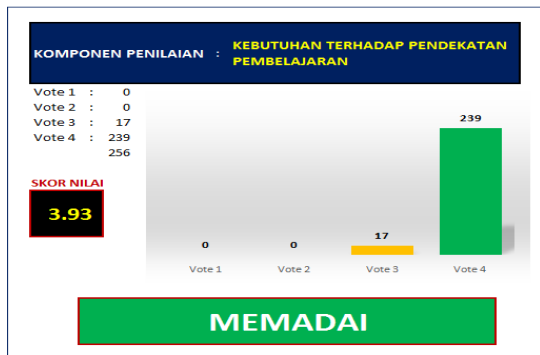 KOMPONEN PENILAIAN : KEBUTUHAN TERHADAP PENDEKATAN
PEMBELAJARAN
Vote 1 : 0
Vote 2 : 0
Vote 3 : 17
Vote 4 : 239
256
SKOR NILAI
3.93
239
17
0
0
Vote 1 Vote 2 Vote 3 Vote 4
MEMADAI